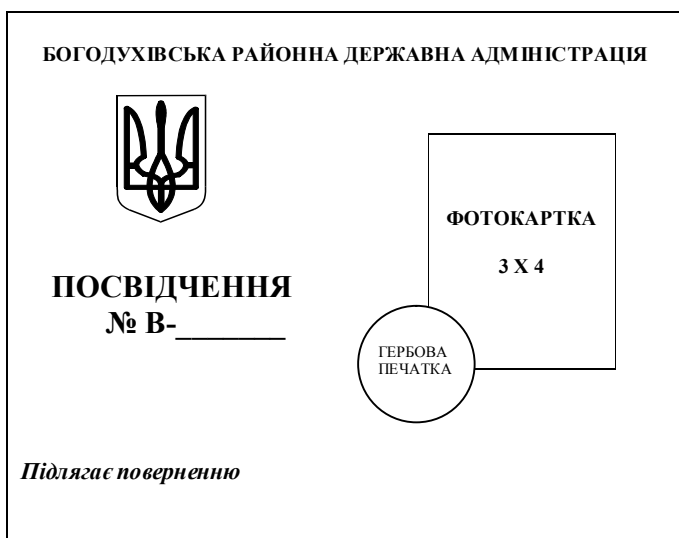 БОГОДУХІВСЬКА РАЙОННА ДЕРЖАВНА АДМІНІСТРАЦІЯ
ФОТОКАРТКА
3 Х 4
ПОСВІДЧЕННЯ
№ В-_______
ГЕРБОВА
ПЕЧАТКА
Підлягає поверненню